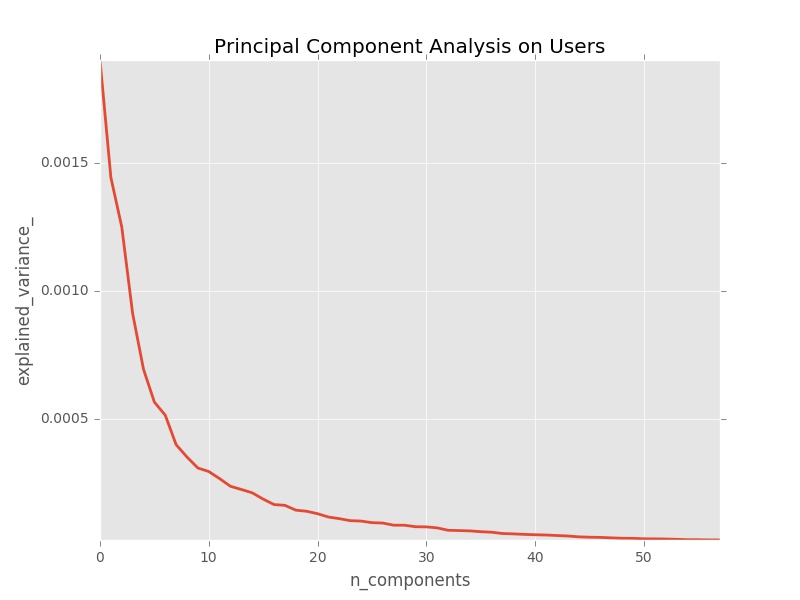 Principal Component Analysis on Users
0.0015
0.0010
0.0005
explained_variance_
0 10 20 30 40 50
n_components